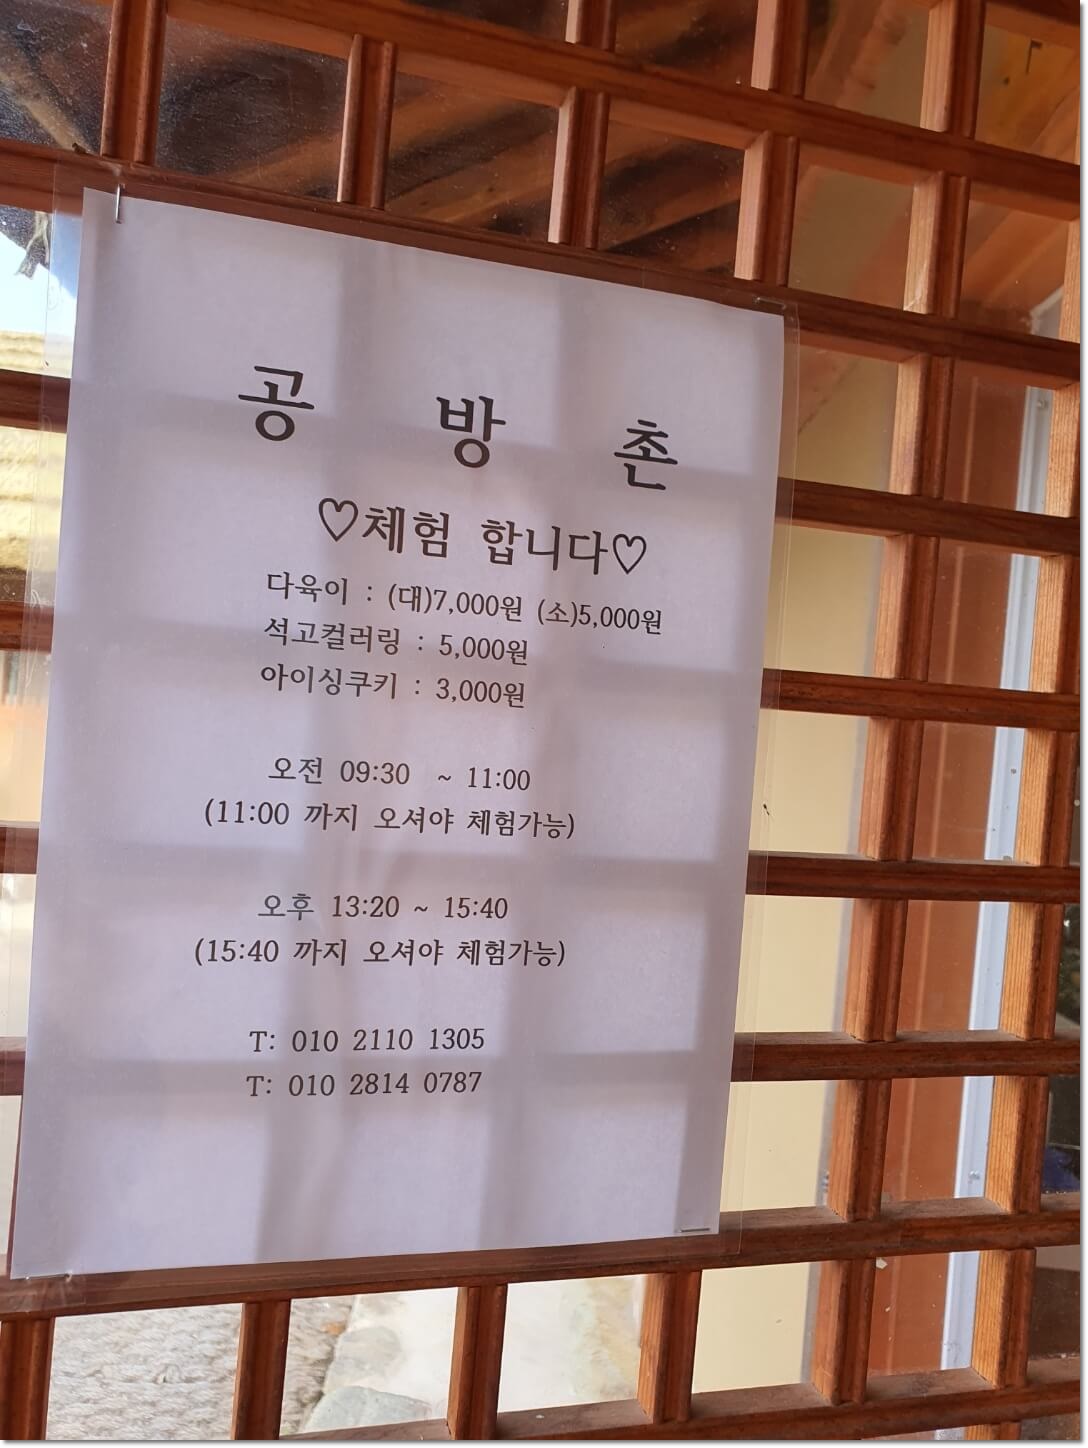 공 방 촌
♡체험 합니다♡
다육이 : (대)7,000원 (소)5,000원
석고컬러링 : 5,000원
아이싱쿠키 : 3,000원
오전 09:30 ~ 11:00
(11:00 까지 오셔야 체험가능)
오후 13:20 ~ 15:40
(15:40 까지 오셔야 체험가능)
T: 010 2110 1305
T: 010 2814 0787